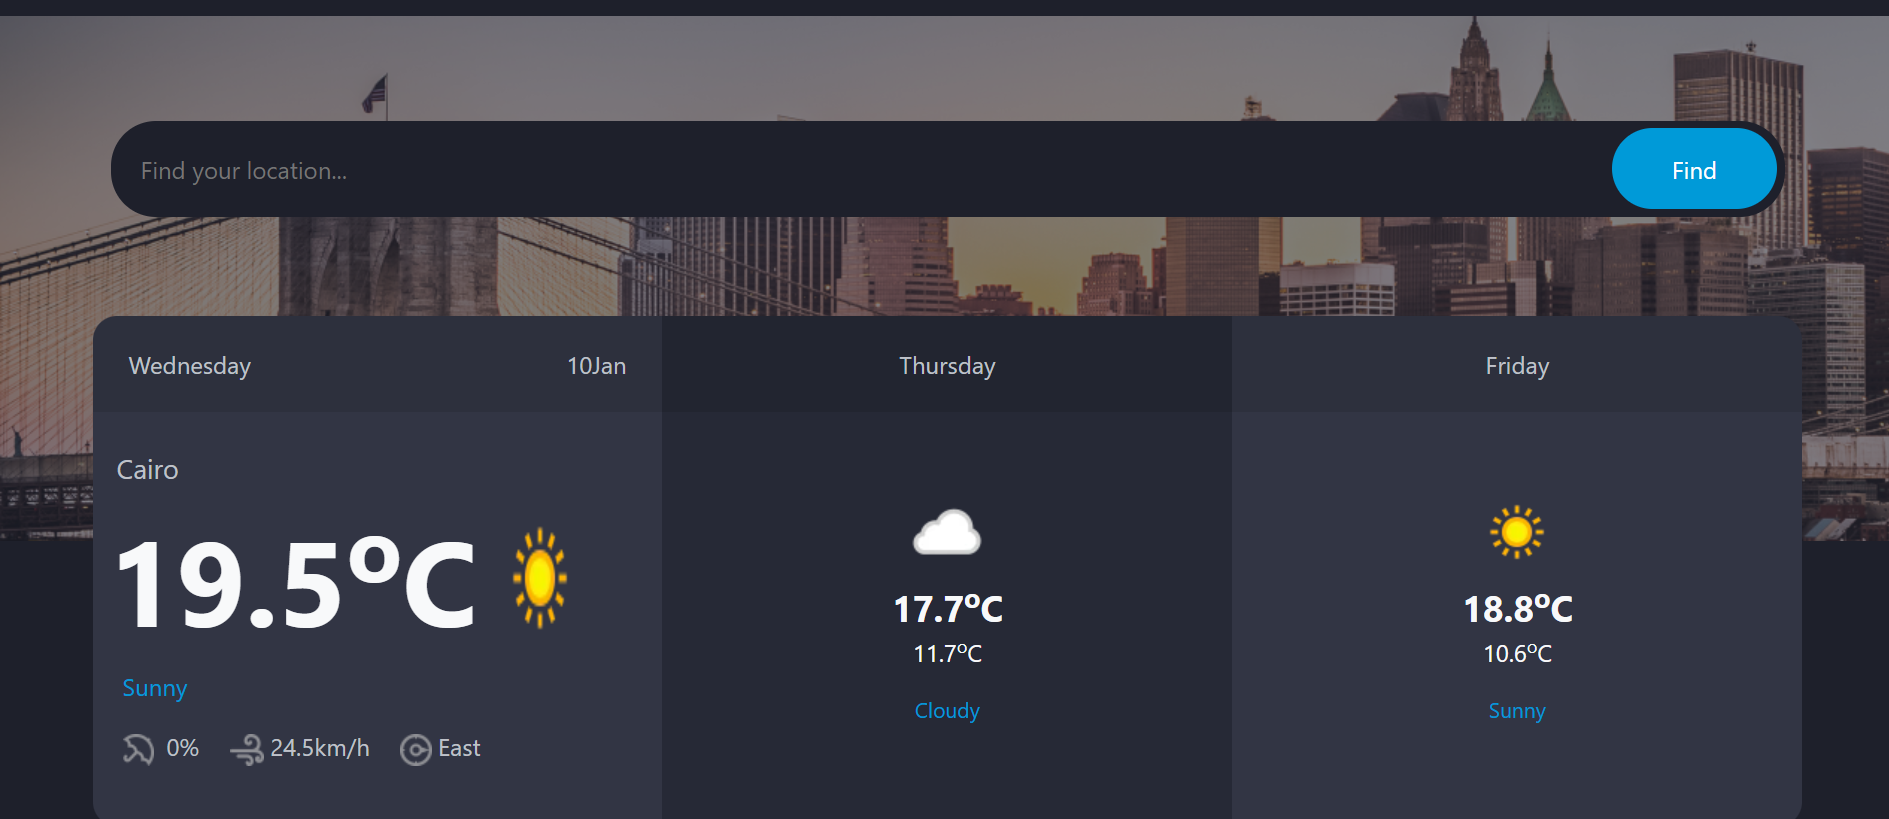 Find your location...
Find
Wednesday
10Jan
Thursday
Friday
Cairo
19.5°C
Sunny
0%
24.5km/h
East
17.7°C
11.7°C
Cloudy
18.8°C
10.6°C
Sunny